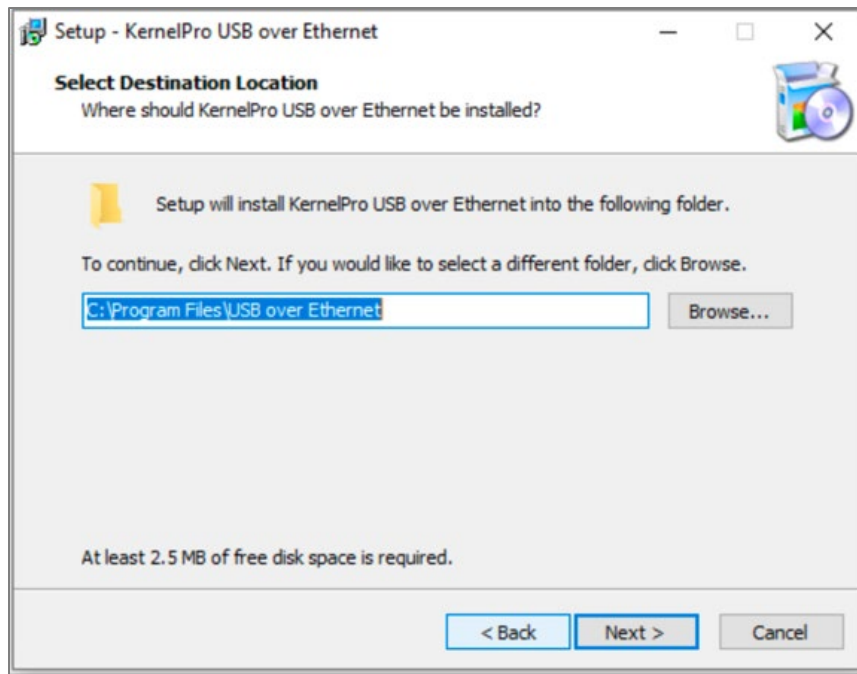 Setup - KernelPro USB over Ethernet
Select Destination Location
Where should KernelPro USB over Ethernet be installed?
Setup will install KernelPro USB over Ethernet into the following folder.
To continue, click Next. If you would like to select a different folder, click Browse.
C:\Program Files\USB over Ethernet
Browse...
At least 2.5 MB of free disk space is required.
< Back
Next >
Cancel